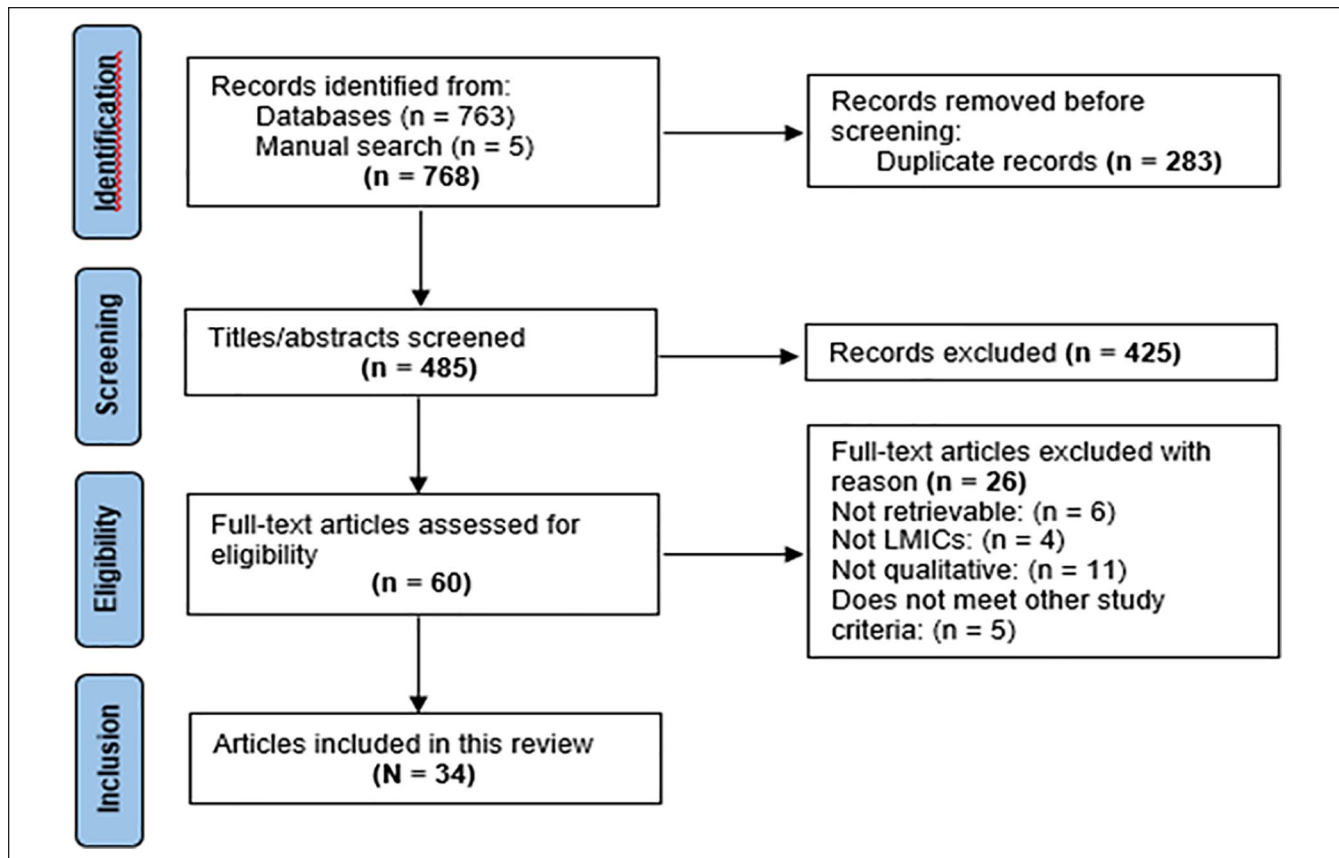 Identification
Records identified from:
Databases (n = 763)
Manual search (n = 5)
(n = 768)
Records removed before
screening:
Duplicate records (n = 283)
Screening
Titles/abstracts screened
(n = 485)
Records excluded (n = 425)
Eligibility
Full-text articles assessed for
eligibility
(n = 60)
Full-text articles excluded with
reason (n = 26)
Not retrievable: (n = 6)
Not LMICs: (n = 4)
Not qualitative: (n = 11)
Does not meet other study
criteria: (n = 5)
Inclusion
Articles included in this review
(N = 34)